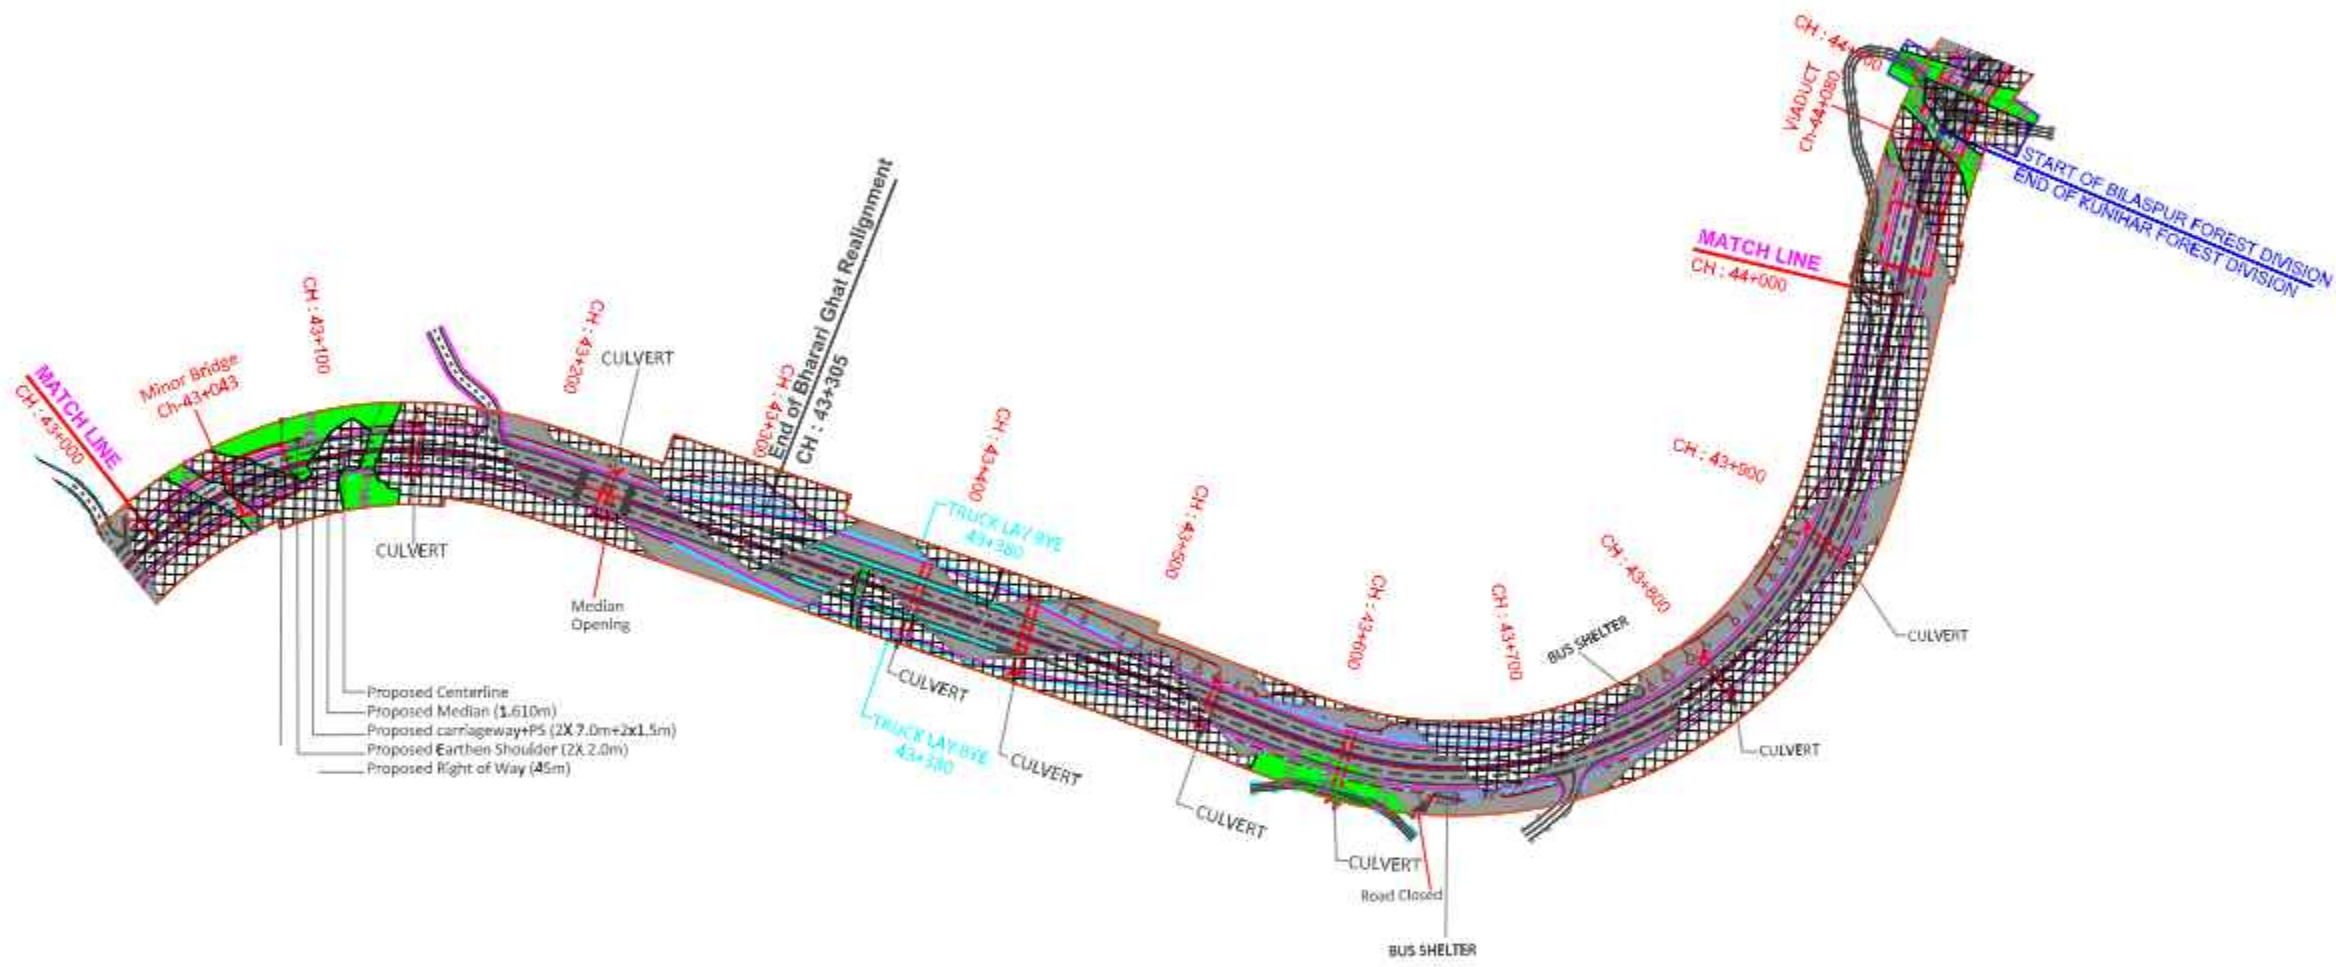 MATCH LINE
CH : 43+000
Minor Bridge
Ch-43+043
CH : 43+100
CH : 43+200
CULVERT
CULVERT
Median
Opening
CH : 43+300
End of Bharari Ghat Realignment
CH : 43+305
CH : 43+400
TRUCK LAY BYE
43+380
CH : 43+500
CH : 43+600
CH : 43+700
CH : 43+800
CH : 43+900
MATCH LINE
CH : 44+000
VIADUCT
Ch-44+080
START OF BILASPUR FOREST DIVISION
END OF KUNIHAR FOREST DIVISION
Proposed Centerline
Proposed Median (1.610m)
Proposed carriageway+PS (2X 7.0m+2x1.5m)
Proposed Earthen Shoulder (2X 2.0m)
Proposed Right of Way (45m)
CULVERT
TRUCK LAY BYE
43+380
CULVERT
CULVERT
CULVERT
Road Closed
BUS SHELTER
BUS SHELTER
CULVERT
CULVERT